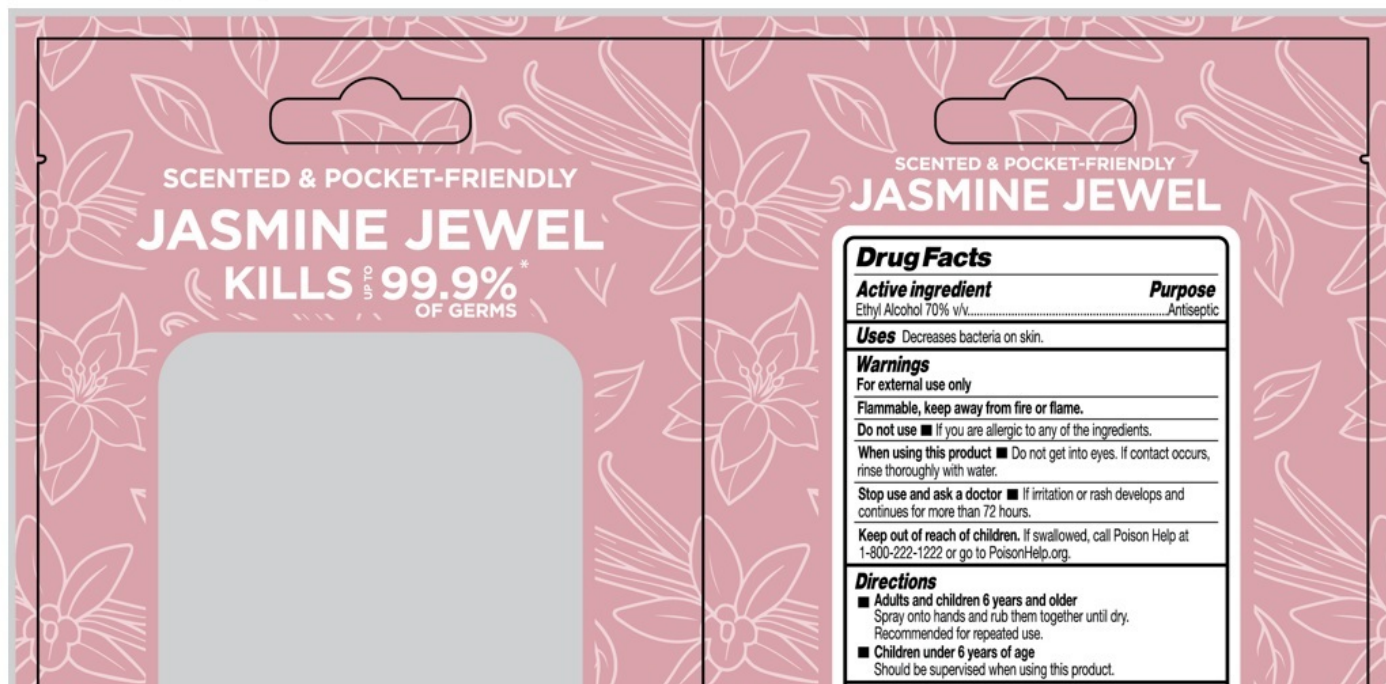 SCENTED & POCKET-FRIENDLY
JASMINE JEWEL
KILLS UP TO 99.9%*
OF GERMS
SCENTED & POCKET-FRIENDLY
JASMINE JEWEL
Drug Facts
Active ingredient Purpose
Ethyl Alcohol 70% v/v......................................................................Antiseptic
Uses Decreases bacteria on skin.
Warnings
For external use only
Flammable, keep away from fire or flame.
Do not use ■ If you are allergic to any of the ingredients.
When using this product ■ Do not get into eyes. If contact occurs,
rinse thoroughly with water.
Stop use and ask a doctor ■ If irritation or rash develops and
continues for more than 72 hours.
Keep out of reach of children. If swallowed, call Poison Help at
1-800-222-1222 or go to PoisonHelp.org.
Directions
■ Adults and children 6 years and older
Spray onto hands and rub them together until dry.
Recommended for repeated use.
■ Children under 6 years of age
Should be supervised when using this product.